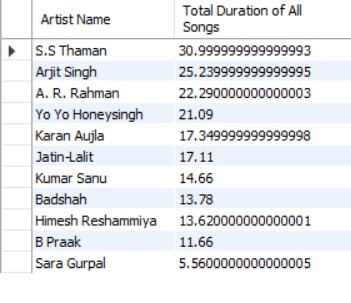 Artist Name Total Duration of All Songs
S.S Thaman 30.999999999999993
Arjit Singh 25.239999999999995
A. R. Rahman 22.290000000000003
Yo Yo Honeysingh 21.09
Karan Aujla 17.349999999999998
Jatin-Lalit 17.11
Kumar Sanu 14.66
Badshah 13.78
Himesh Reshammiya 13.620000000000001
B Praak 11.66
Sara Gurpal 5.5600000000000005